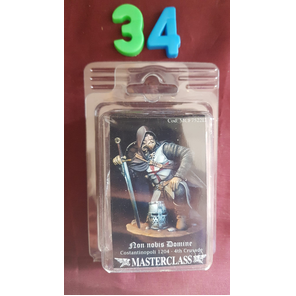 34
Non nobis Domine
Costantinopoli 1204 - 4th Crusade
MASTERCLASS